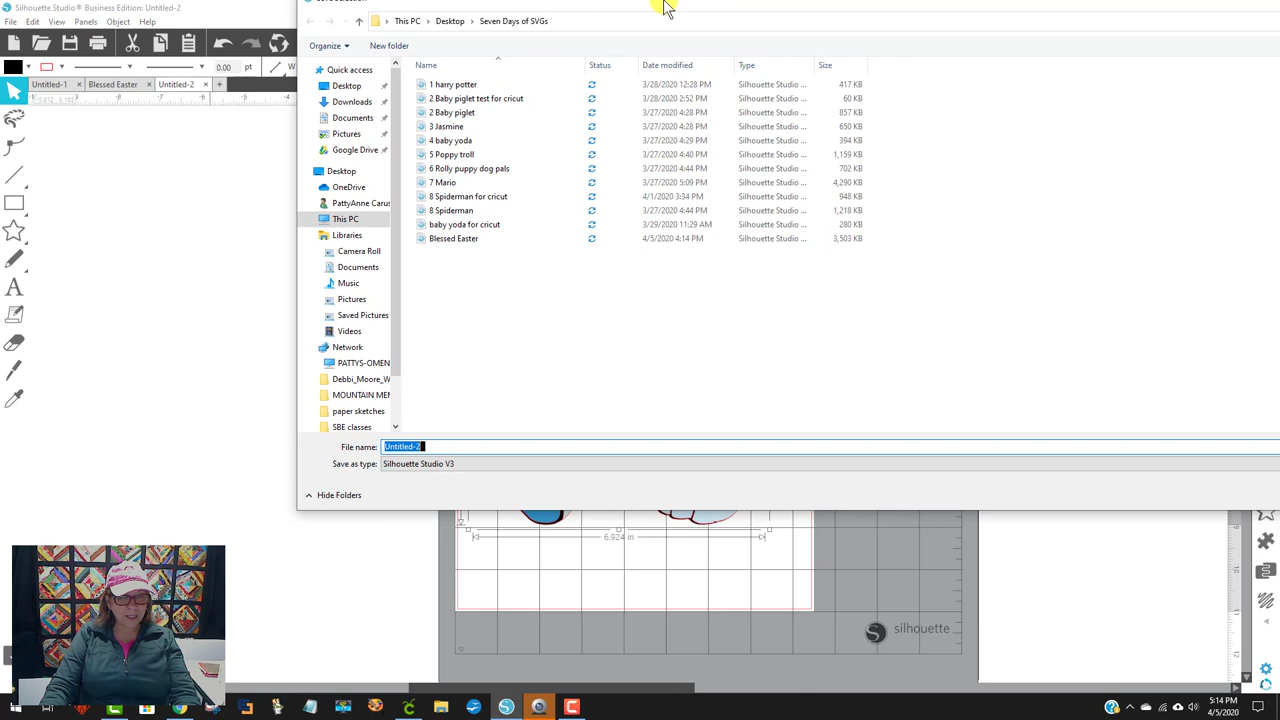 Silhouette Studio® Business Edition: Untitled-2
File Edit View Panels Object Help
This PC > Desktop > Seven Days of SVGs
Organize New folder
0.00 pt
Untitled-1 × Blessed Easter × Untitled-2 × +
Name Status Date modified Type Size
1 harry potter 3/28/2020 12:28 PM Silhouette Studio ... 417 KB
2 Baby piglet test for cricut 3/28/2020 2:52 PM Silhouette Studio ... 60 KB
2 Baby piglet 3/27/2020 4:28 PM Silhouette Studio ... 857 KB
3 Jasmine 3/27/2020 4:28 PM Silhouette Studio ... 650 KB
4 baby yoda 3/27/2020 4:29 PM Silhouette Studio ... 394 KB
5 Poppy troll 3/27/2020 4:40 PM Silhouette Studio ... 1,159 KB
6 Rolly puppy dog pals 3/27/2020 4:44 PM Silhouette Studio ... 702 KB
7 Mario 3/27/2020 5:09 PM Silhouette Studio ... 4,290 KB
8 Spiderman for cricut 4/1/2020 3:34 PM Silhouette Studio ... 948 KB
8 Spiderman 3/27/2020 4:44 PM Silhouette Studio ... 1,218 KB
baby yoda for cricut 3/29/2020 11:29 AM Silhouette Studio ... 280 KB
Blessed Easter 4/5/2020 4:14 PM Silhouette Studio ... 3,503 KB
Quick access
Desktop
Downloads
Documents
Pictures
Google Drive
Desktop
OneDrive
PattyAnne Carus
This PC
Libraries
Camera Roll
Documents
Music
Pictures
Saved Pictures
Videos
Network
PATTYS-OMEN
Debbi_Moore_W
MOUNTAIN MEN
paper sketches
SBE classes
File name: Untitled-2
Save as type: Silhouette Studio V3
Hide Folders
6.924 in
silhouette
5:14 PM
4/5/2020